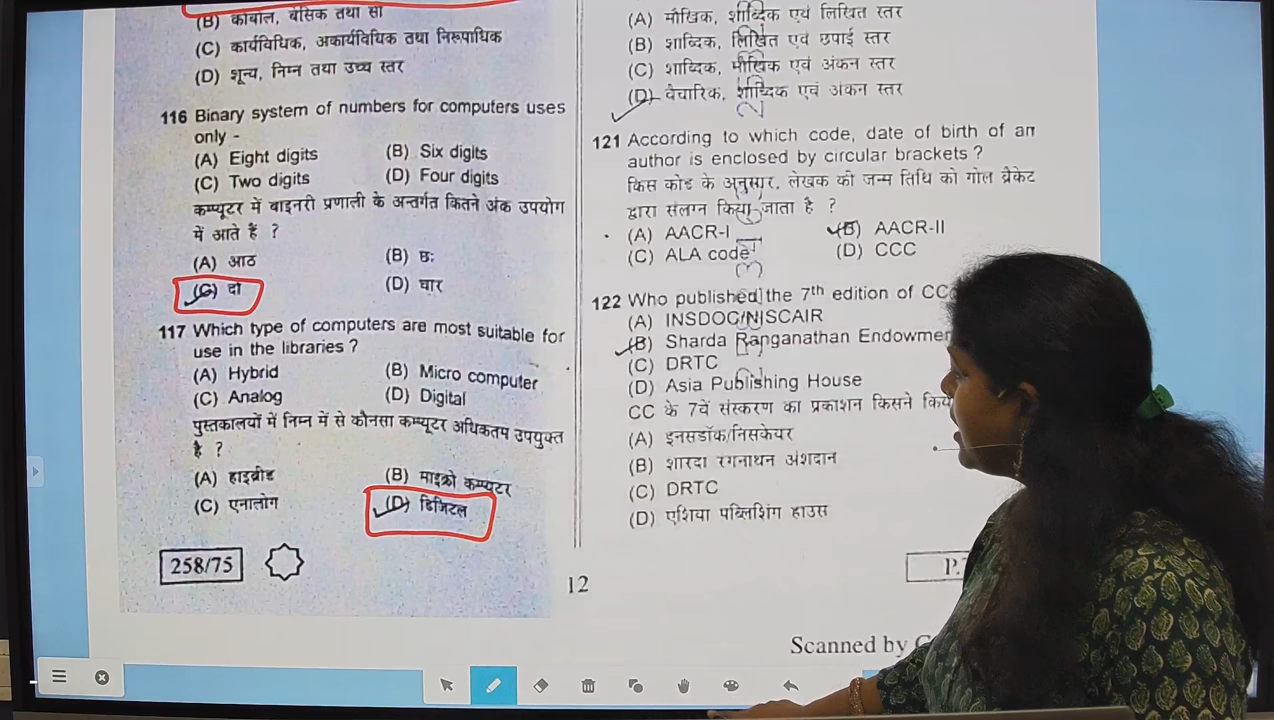 (B) कोबोल, बेसिक तथा सी
(C) कार्यविधिक, अकार्यविधिक तथा निरूपाधिक
(D) शून्य, निम्न तथा उच्च स्तर
116 Binary system of numbers for computers uses
only -
(A) Eight digits (B) Six digits
(C) Two digits (D) Four digits
कम्प्यूटर में बाइनरी प्रणाली के अन्तर्गत कितने अंक उपयोग
में आते हैं ?
(A) आठ (B) छः
(C) दो (D) चार
117 Which type of computers are most suitable for
use in the libraries ?
(A) Hybrid (B) Micro computer
(C) Analog (D) Digital
पुस्तकालयों में निम्न में से कौनसा कम्प्यूटर अधिकतम उपयुक्त
है ?
(A) हाइब्रीड (B) माइक्रो कम्प्यूटर
(C) एनालोग (D) डिजिटल
258/75
12
(A) मौखिक, शाब्दिक एवं लिखित स्तर
(B) शाब्दिक, लिखित एवं छपाई स्तर
(C) शाब्दिक, मौखिक एवं अंकन स्तर
(D) वैचारिक, शाब्दिक एवं अंकन स्तर
121 According to which code, date of birth of an
author is enclosed by circular brackets ?
किस कोड के अनुसार, लेखक की जन्म तिथि को गोल ब्रैकेट
द्वारा संलग्न किया जाता है ?
(A) AACR-I (B) AACR-II
(C) ALA code (D) CCC
122 Who published the 7th edition of CC
(A) INSDOC/NISCAIR
(B) Sharda Ranganathan Endowmen
(C) DRTC
(D) Asia Publishing House
CC के 7वें संस्करण का प्रकाशन किसने किय
(A) इनसडॉक/निसकेयर
(B) शारदा रंगनाथन अंशदान
(C) DRTC
(D) एशिया पब्लिशिंग हाउस
P.
Scanned by